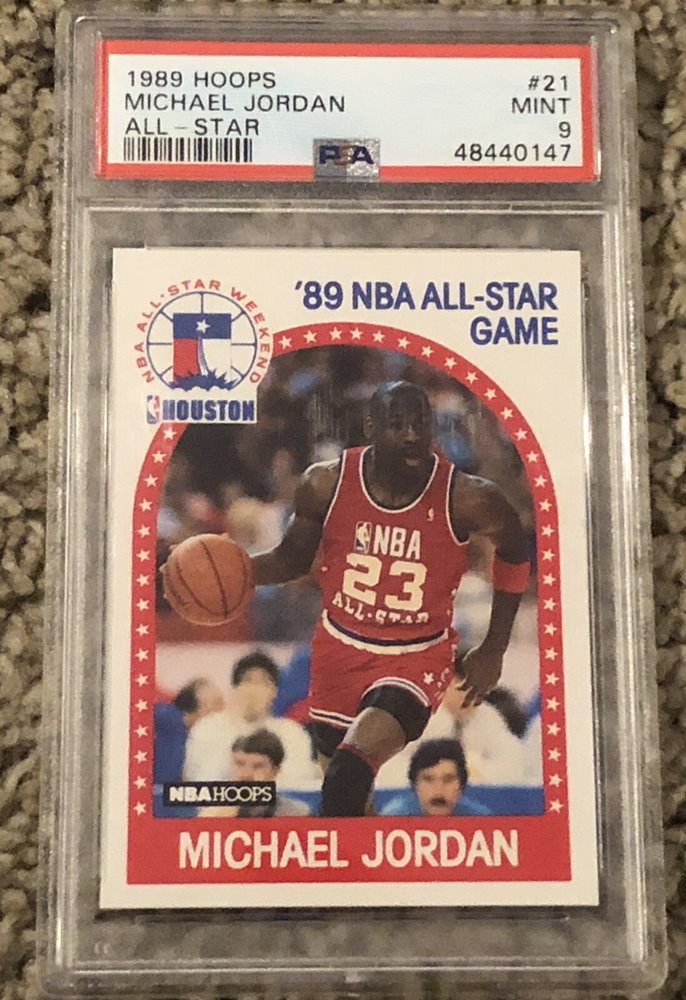 1989 HOOPS #21
MICHAEL JORDAN MINT
ALL-STAR 9
PSA 48440147
NBA ALL·STAR WEEKEND
HOUSTON
'89 NBA ALL-STAR
GAME
NBA
23
ALL·STAR
NBA HOOPS
MICHAEL JORDAN